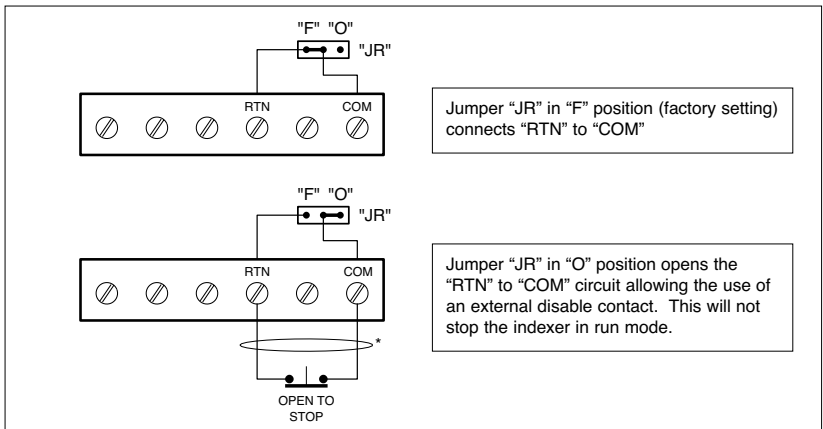 "F" "O"
"JR"
RTN COM
Jumper “JR” in “F” position (factory setting)
connects “RTN” to “COM”
"F" "O"
"JR"
RTN COM
*
OPEN TO
STOP
Jumper “JR” in “O” position opens the
“RTN” to “COM” circuit allowing the use of
an external disable contact.  This will not
stop the indexer in run mode.